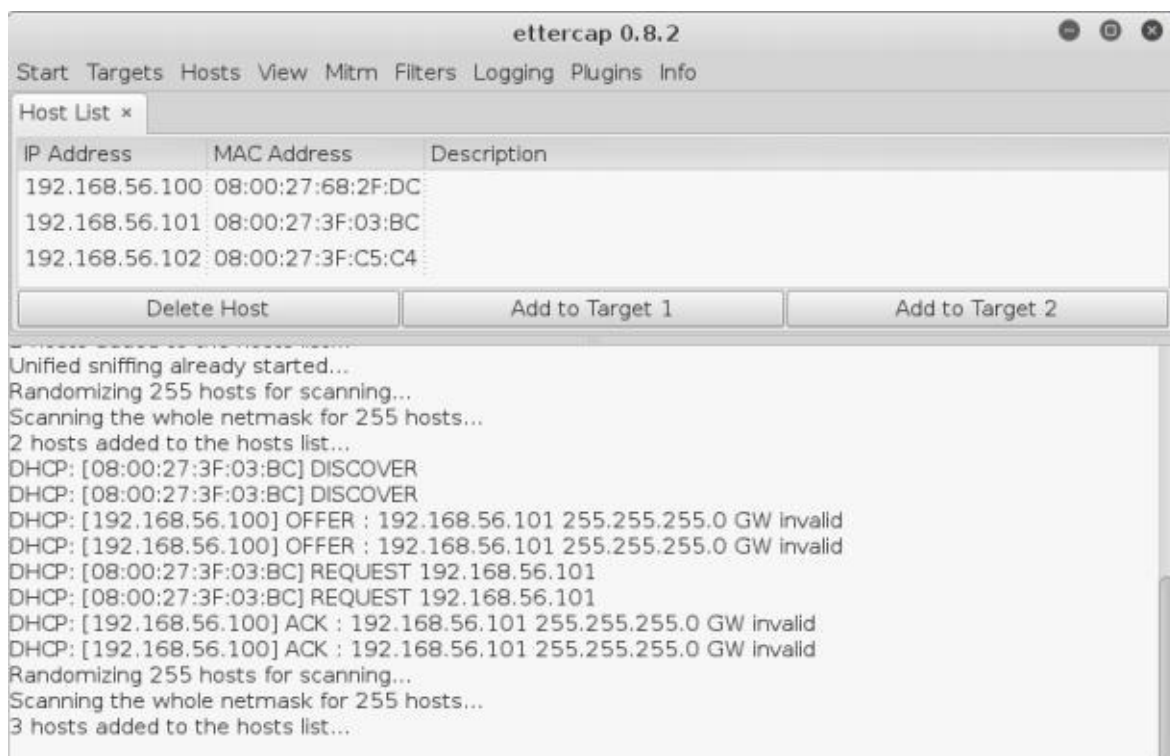 ettercap 0.8.2
Start Targets Hosts View Mitm Filters Logging Plugins Info
Host List ×
IP Address MAC Address Description
192.168.56.100 08:00:27:68:2F:DC
192.168.56.101 08:00:27:3F:03:BC
192.168.56.102 08:00:27:3F:C5:C4
Delete Host Add to Target 1 Add to Target 2
hosts added to the hosts list...
Unified sniffing already started...
Randomizing 255 hosts for scanning...
Scanning the whole netmask for 255 hosts...
2 hosts added to the hosts list...
DHCP: [08:00:27:3F:03:BC] DISCOVER
DHCP: [08:00:27:3F:03:BC] DISCOVER
DHCP: [192.168.56.100] OFFER : 192.168.56.101 255.255.255.0 GW invalid
DHCP: [192.168.56.100] OFFER : 192.168.56.101 255.255.255.0 GW invalid
DHCP: [08:00:27:3F:03:BC] REQUEST 192.168.56.101
DHCP: [08:00:27:3F:03:BC] REQUEST 192.168.56.101
DHCP: [192.168.56.100] ACK : 192.168.56.101 255.255.255.0 GW invalid
DHCP: [192.168.56.100] ACK : 192.168.56.101 255.255.255.0 GW invalid
Randomizing 255 hosts for scanning...
Scanning the whole netmask for 255 hosts...
3 hosts added to the hosts list...